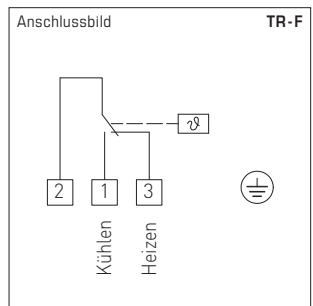 Anschlussbild TR-F
ϑ
2 1 3
Kühlen
Heizen